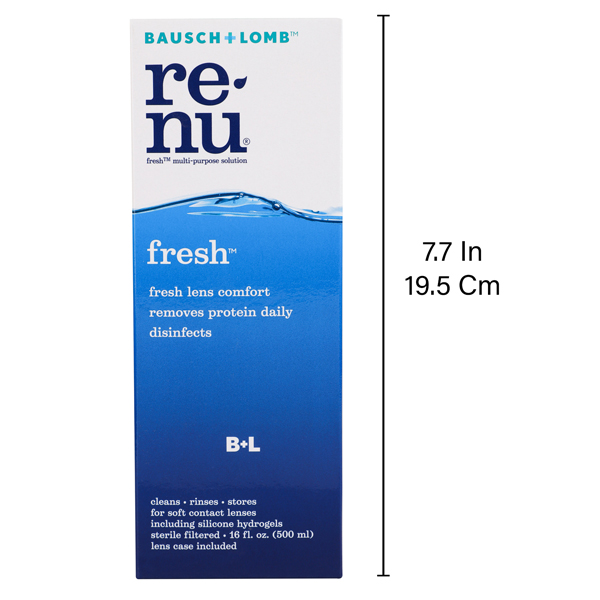 BAUSCH+LOMB™
re
nu®
fresh™ multi-purpose solution
fresh™
fresh lens comfort
removes protein daily
disinfects
B+L
cleans • rinses • stores
for soft contact lenses
including silicone hydrogels
sterile filtered • 16 fl. oz. (500 ml)
lens case included
7.7 In
19.5 Cm